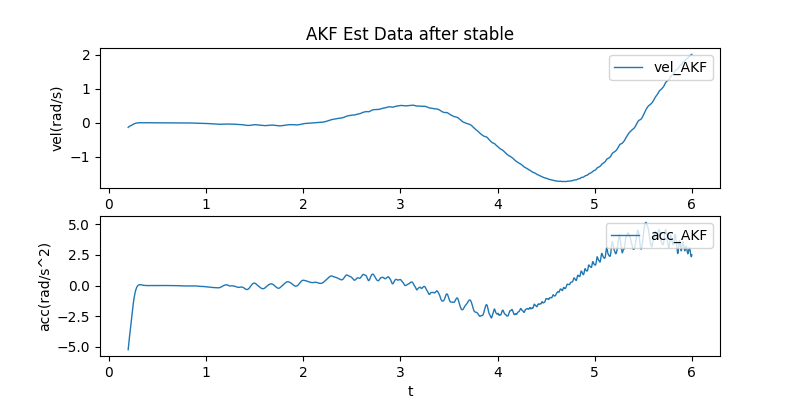 AKF Est Data after stable
vel(rad/s)
2
1
0
−1
vel_AKF
0 1 2 3 4 5 6
acc(rad/s^2)
5.0
2.5
0.0
−2.5
−5.0
acc_AKF
0 1 2 3 4 5 6
t